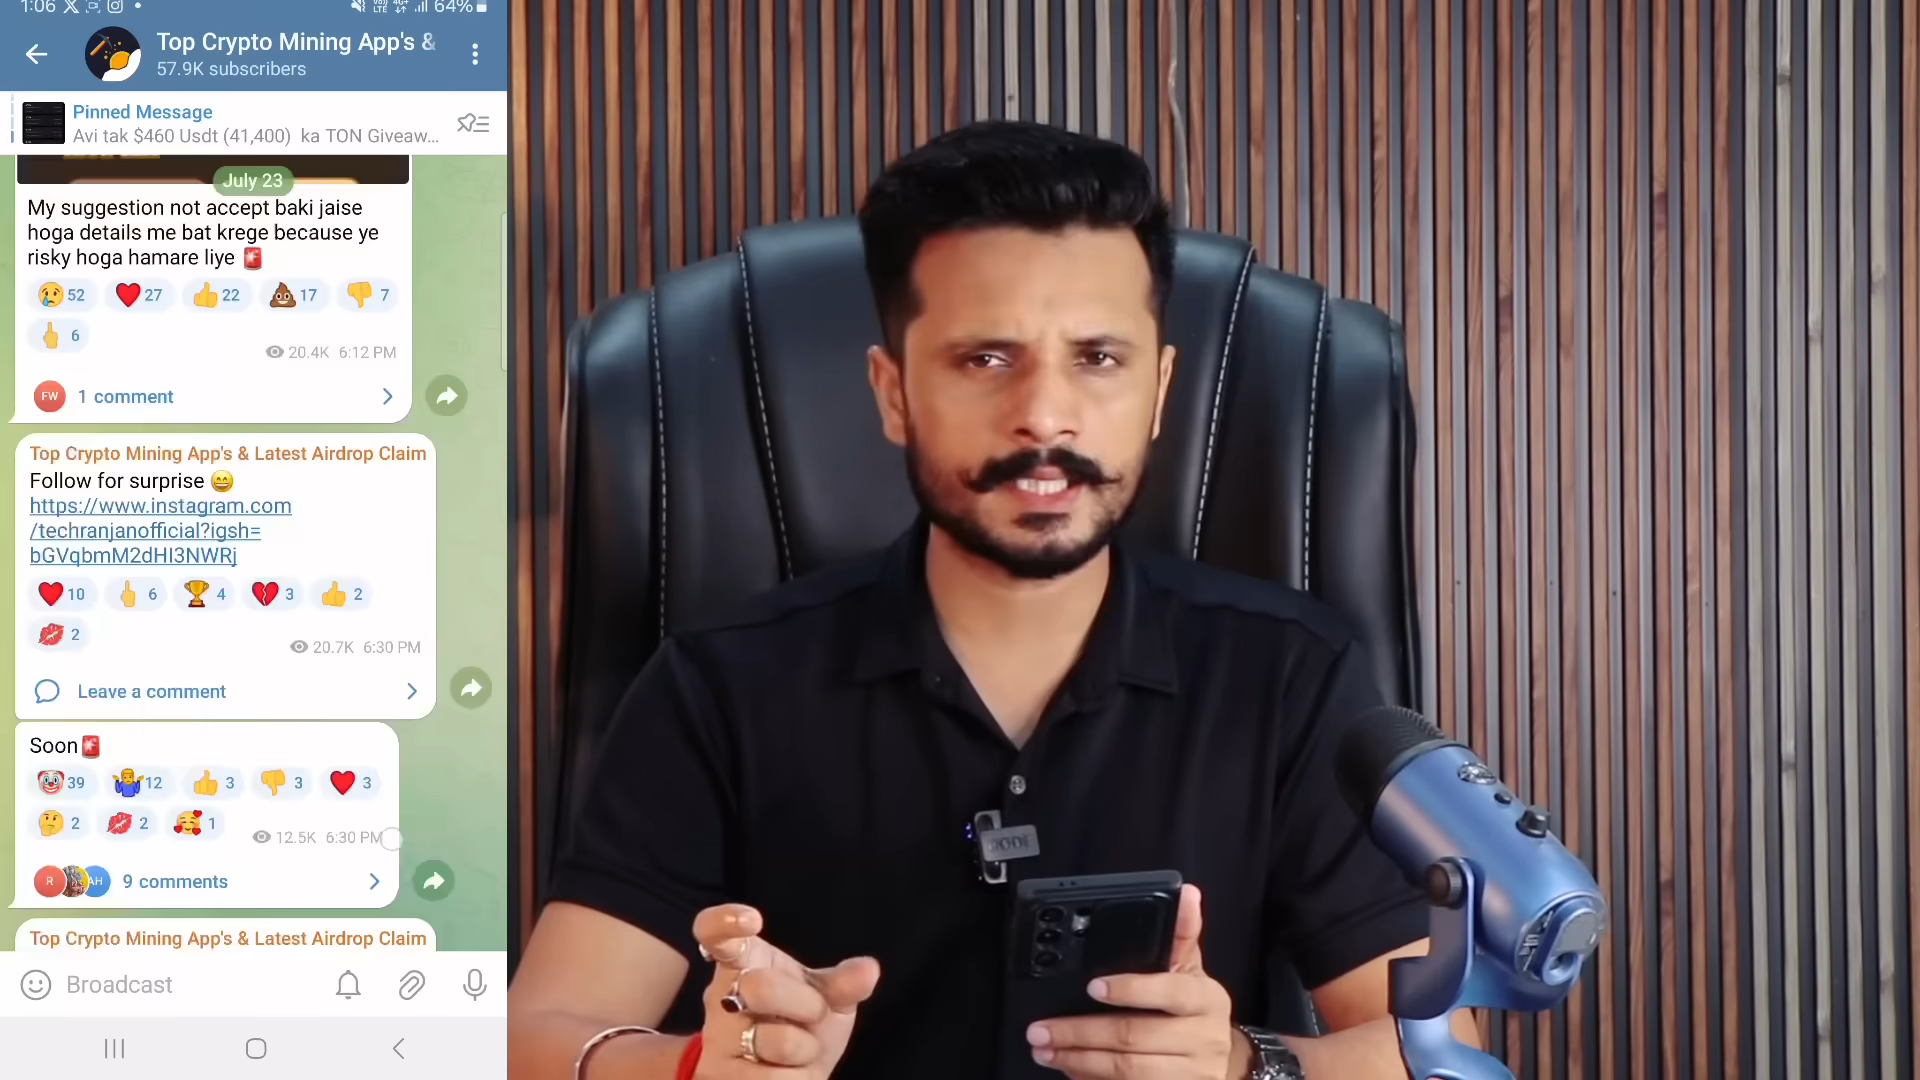 1:06
VoD LTE 4G+ 64%
Top Crypto Mining App's &
57.9K subscribers
Pinned Message
Avi tak $460 Usdt (41,400) ka TON Giveaw...
July 23
My suggestion not accept baki jaise
hoga details me bat krege because ye
risky hoga hamare liye
52 27 22 17 7
6
20.4K 6:12 PM
FW 1 comment
Top Crypto Mining App's & Latest Airdrop Claim
Follow for surprise
https://www.instagram.com
/techranjanofficial?igsh=
bGVqbmM2dHI3NWRj
10 6 4 3 2
2
20.7K 6:30 PM
Leave a comment
Soon
39 12 3 3 3
2 2 1
12.5K 6:30 PM
R AH 9 comments
Top Crypto Mining App's & Latest Airdrop Claim
Broadcast
RODE